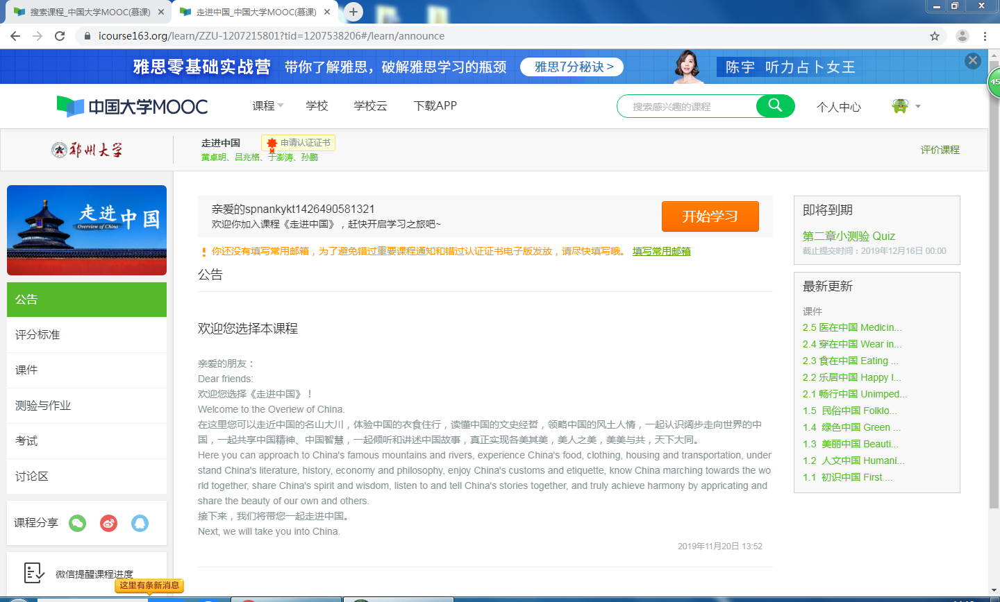 搜索课程_中国大学MOOC(慕课)
走进中国_中国大学MOOC(慕课)
icourse163.org/learn/ZZU-1207215801?tid=1207538206#/learn/announce
雅思零基础实战营 带你了解雅思，破解雅思学习的瓶颈 雅思7分秘诀 > 陈宇 听力占卜女王
45
中国大学MOOC 课程 学校 学校云 下载APP 搜索感兴趣的课程 个人中心
郑州大学 走进中国 申请认证证书
黄卓明、吕兆格、于澎涛、孙鹏
评价课程
走进中国
Overview of China
公告
评分标准
课件
测验与作业
考试
讨论区
课程分享
微信提醒课程进度
这里有条新消息
亲爱的spnankykt1426490581321
欢迎你加入课程《走进中国》，赶快开启学习之旅吧~
开始学习
你还没有填写常用邮箱，为了避免错过重要课程通知和错过认证证书电子版发放，请尽快填写哦。 填写常用邮箱
公告
欢迎您选择本课程
亲爱的朋友：
Dear friends:
欢迎您选择《走进中国》！
Welcome to the Overiew of China.
在这里您可以走近中国的名山大川，体验中国的衣食住行，读懂中国的文史经哲，领略中国的风土人情，一起认识阔步走向世界的中
国，一起共享中国精神、中国智慧，一起倾听和讲述中国故事，真正实现各美其美，美人之美，美美与共，天下大同。
Here you can approach to China's famous mountains and rivers, experience China's food, clothing, housing and transportation, under
stand China's literature, history, economy and philosophy, enjoy China's customs and etiquette, know China marching towards the wo
rld together, share China's spirit and wisdom, listen to and tell China's stories together, and truly achieve harmony by appricating and
share the beauty of our own and others.
接下来，我们将带您一起走进中国。
Next, we will take you into China.
2019年11月20日 13:52
即将到期
第二章小测验 Quiz
截止提交时间：2019年12月16日 00:00
最新更新
课件
2.5 医在中国 Medicin...
2.4 穿在中国 Wear in...
2.3 食在中国 Eating ...
2.2 乐居中国 Happy l...
2.1 畅行中国 Unimped...
1.5 民俗中国 Folklo...
1.4 绿色中国 Green ...
1.3 美丽中国 Beauti...
1.2 人文中国 Humani...
1.1 初识中国 First ...